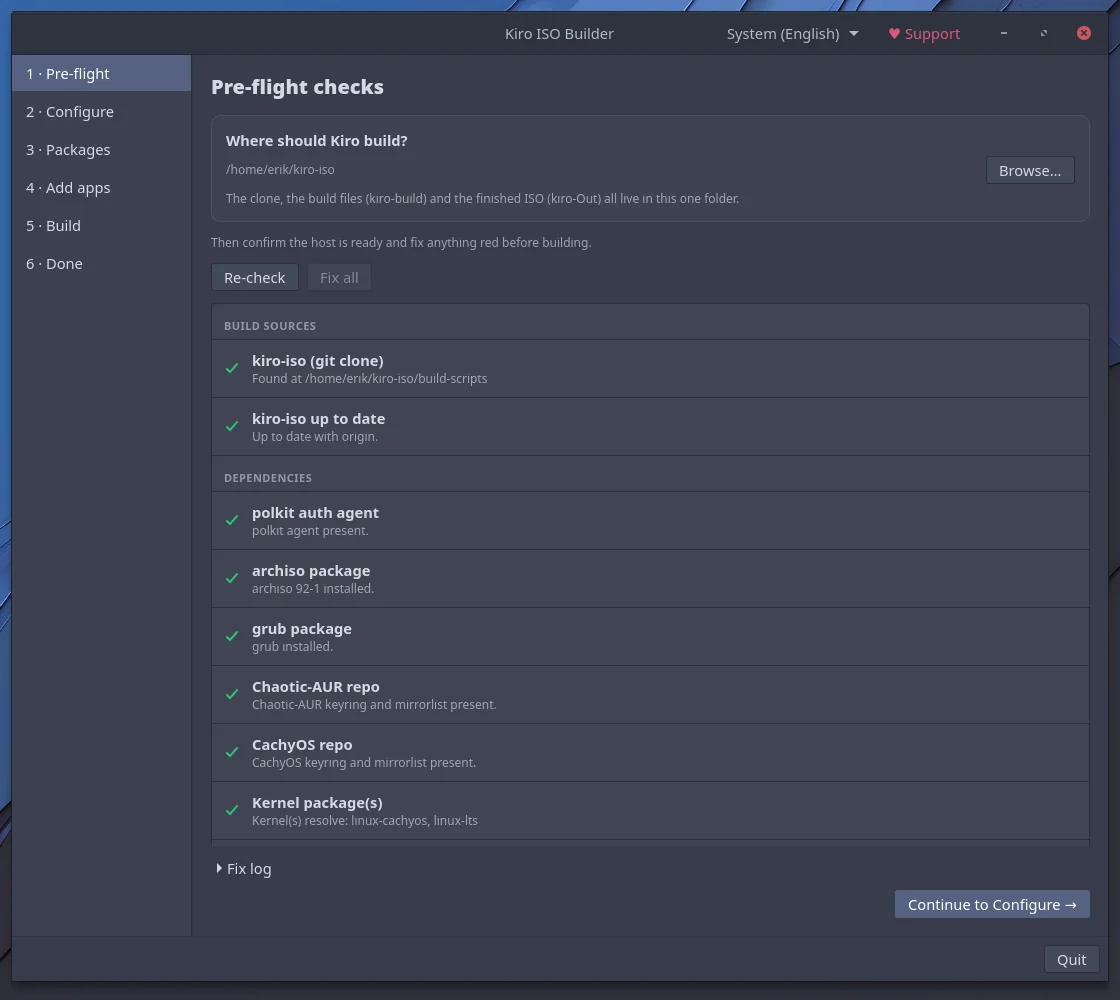 Kiro ISO Builder
System (English)
♥ Support
1 · Pre-flight
2 · Configure
3 · Packages
4 · Add apps
5 · Build
6 · Done
Pre-flight checks
Where should Kiro build?
/home/erik/kiro-iso
Browse...
The clone, the build files (kiro-build) and the finished ISO (kiro-Out) all live in this one folder.
Then confirm the host is ready and fix anything red before building.
Re-check
Fix all
BUILD SOURCES
kiro-iso (git clone)
Found at /home/erik/kiro-iso/build-scripts
kiro-iso up to date
Up to date with origin.
DEPENDENCIES
polkit auth agent
polkit agent present.
archiso package
archiso 92-1 installed.
grub package
grub installed.
Chaotic-AUR repo
Chaotic-AUR keyring and mirrorlist present.
CachyOS repo
CachyOS keyring and mirrorlist present.
Kernel package(s)
Kernel(s) resolve: linux-cachyos, linux-lts
Fix log
Continue to Configure →
Quit